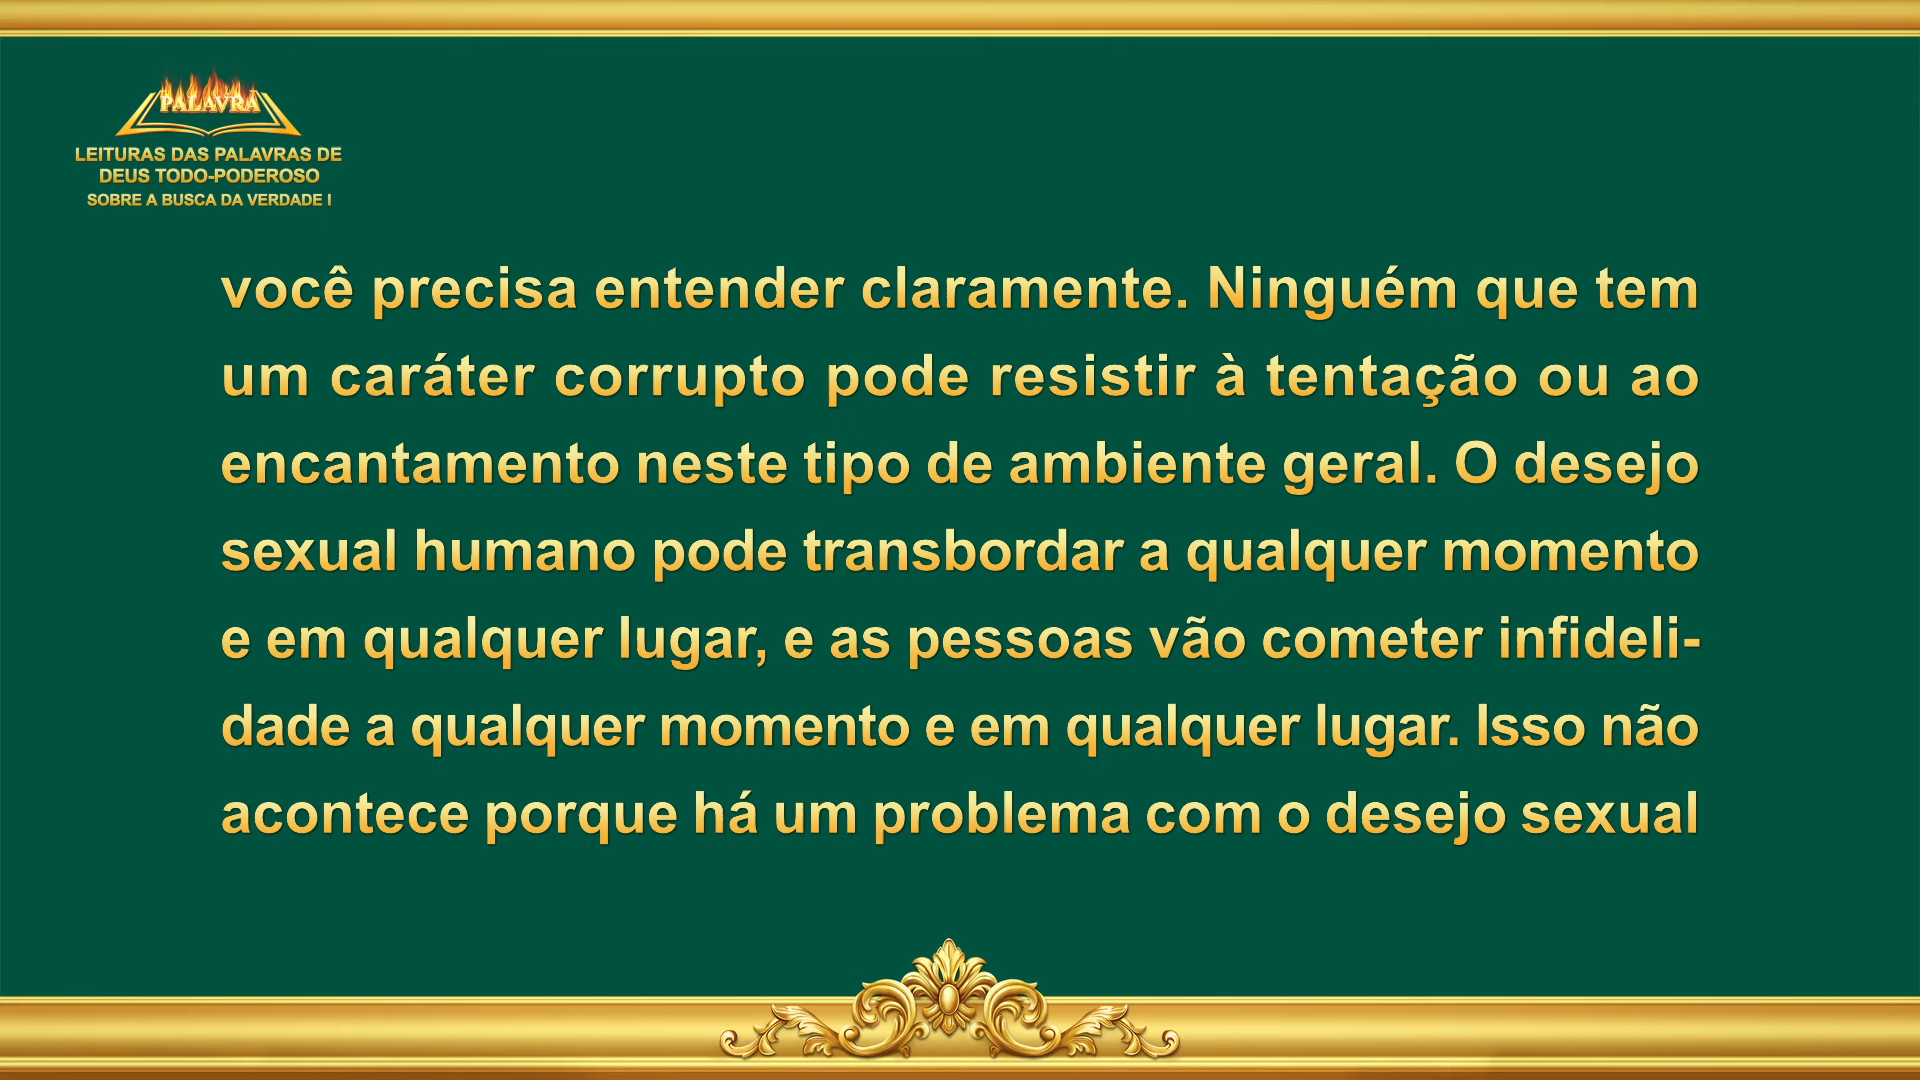 PALAVRA
LEITURAS DAS PALAVRAS DE
DEUS TODO-PODEROSO
SOBRE A BUSCA DA VERDADE I
você precisa entender claramente. Ninguém que tem
um caráter corrupto pode resistir à tentação ou ao
encantamento neste tipo de ambiente geral. O desejo
sexual humano pode transbordar a qualquer momento
e em qualquer lugar, e as pessoas vão cometer infideli-
dade a qualquer momento e em qualquer lugar. Isso não
acontece porque há um problema com o desejo sexual